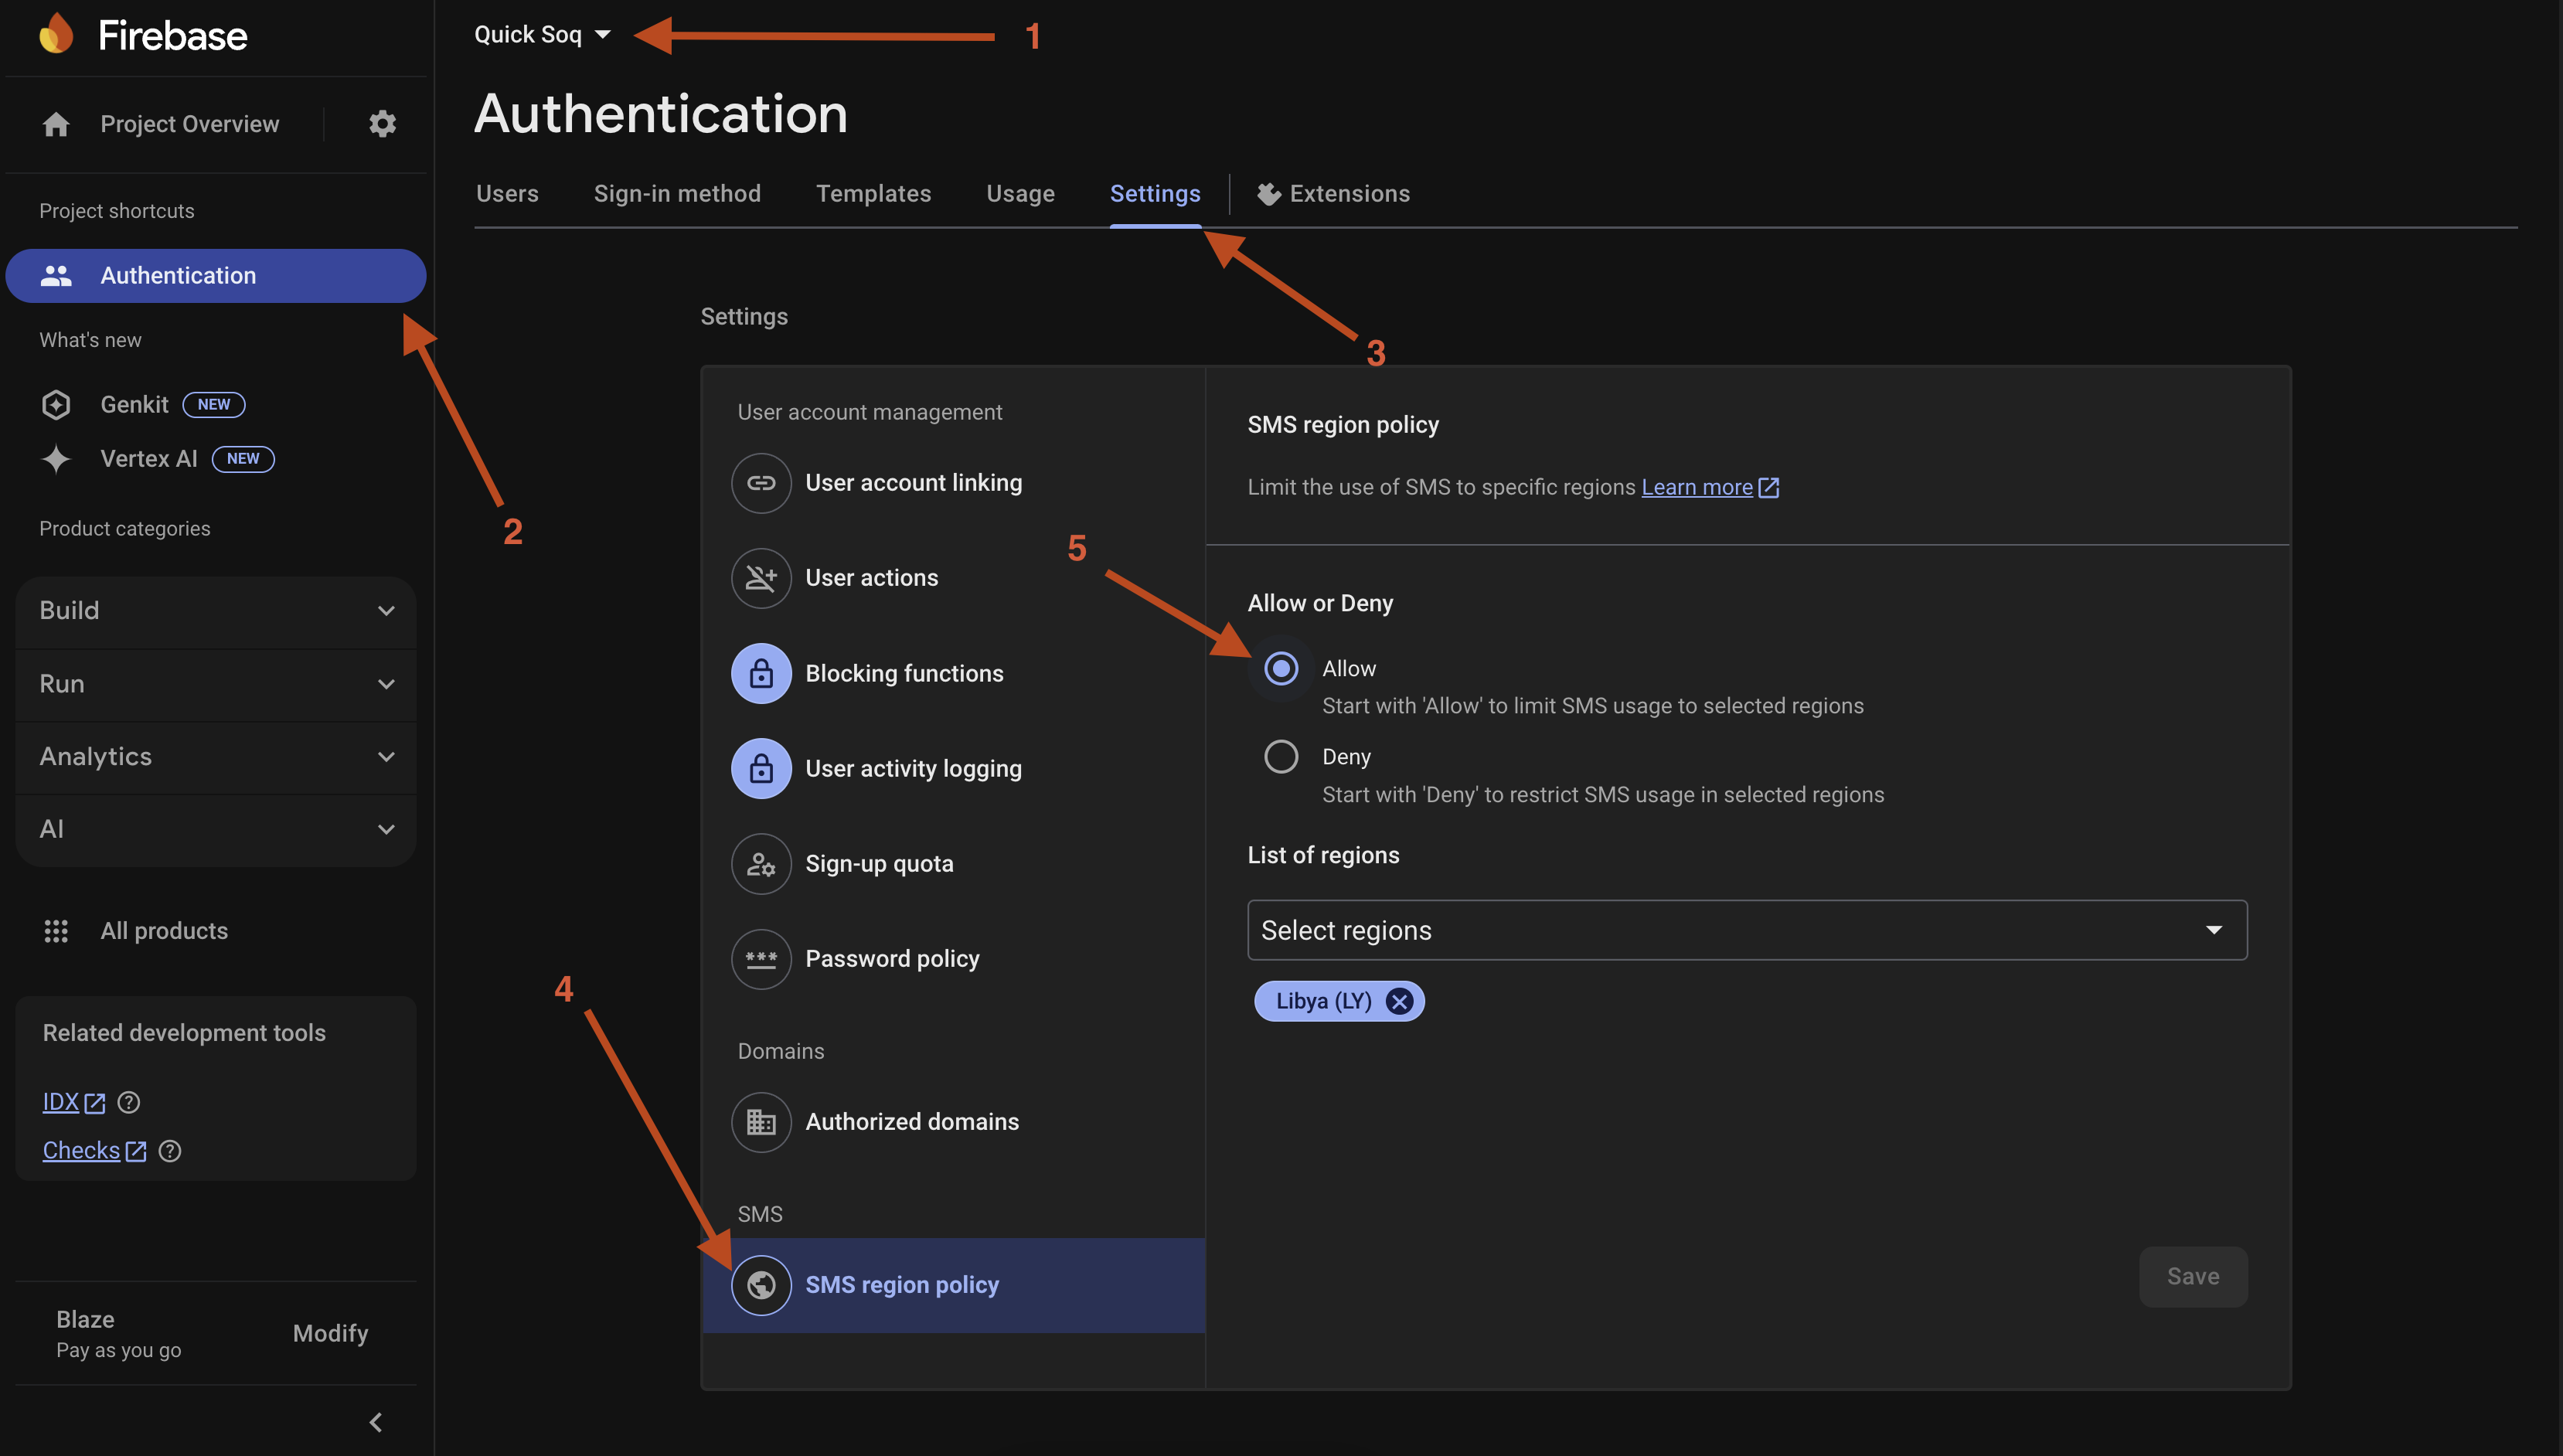 Firebase
Project Overview
Project shortcuts
Authentication
What's new
Genkit NEW
Vertex AI NEW
Product categories
Build
Run
Analytics
AI
All products
Related development tools
IDX
Checks
Blaze
Pay as you go
Modify
Quick Soq
1
Authentication
Users Sign-in method Templates Usage Settings Extensions
2
3
Settings
User account management
User account linking
User actions
Blocking functions
User activity logging
Sign-up quota
*** Password policy
4
Domains
Authorized domains
SMS
SMS region policy
SMS region policy
Limit the use of SMS to specific regions Learn more
5
Allow or Deny
Allow
Start with 'Allow' to limit SMS usage to selected regions
Deny
Start with 'Deny' to restrict SMS usage in selected regions
List of regions
Select regions
Libya (LY)
Save